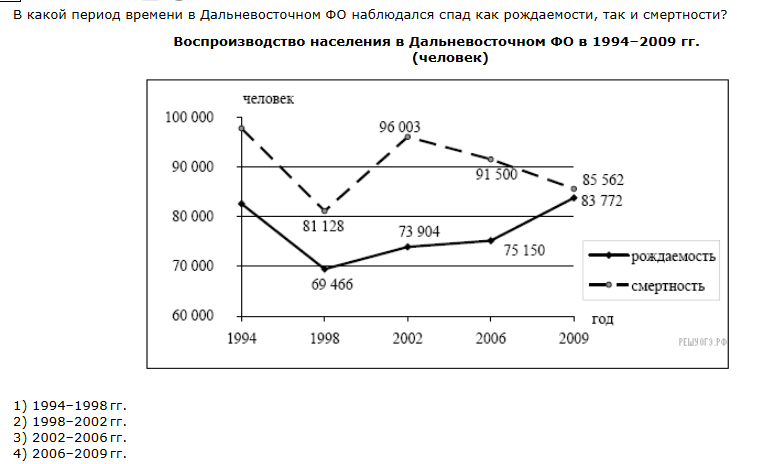 В какой период времени в Дальневосточном ФО наблюдался спад как рождаемости, так и смертности?
Воспроизводство населения в Дальневосточном ФО в 1994–2009 гг.
(человек)
человек
100 000
90 000
80 000
70 000
60 000
96 003
91 500
85 562
83 772
81 128
73 904
75 150
69 466
рождаемость
смертность
год
1994
1998
2002
2006
2009
РЕШУОГЭ.РФ
1) 1994–1998 гг.
2) 1998–2002 гг.
3) 2002–2006 гг.
4) 2006–2009 гг.